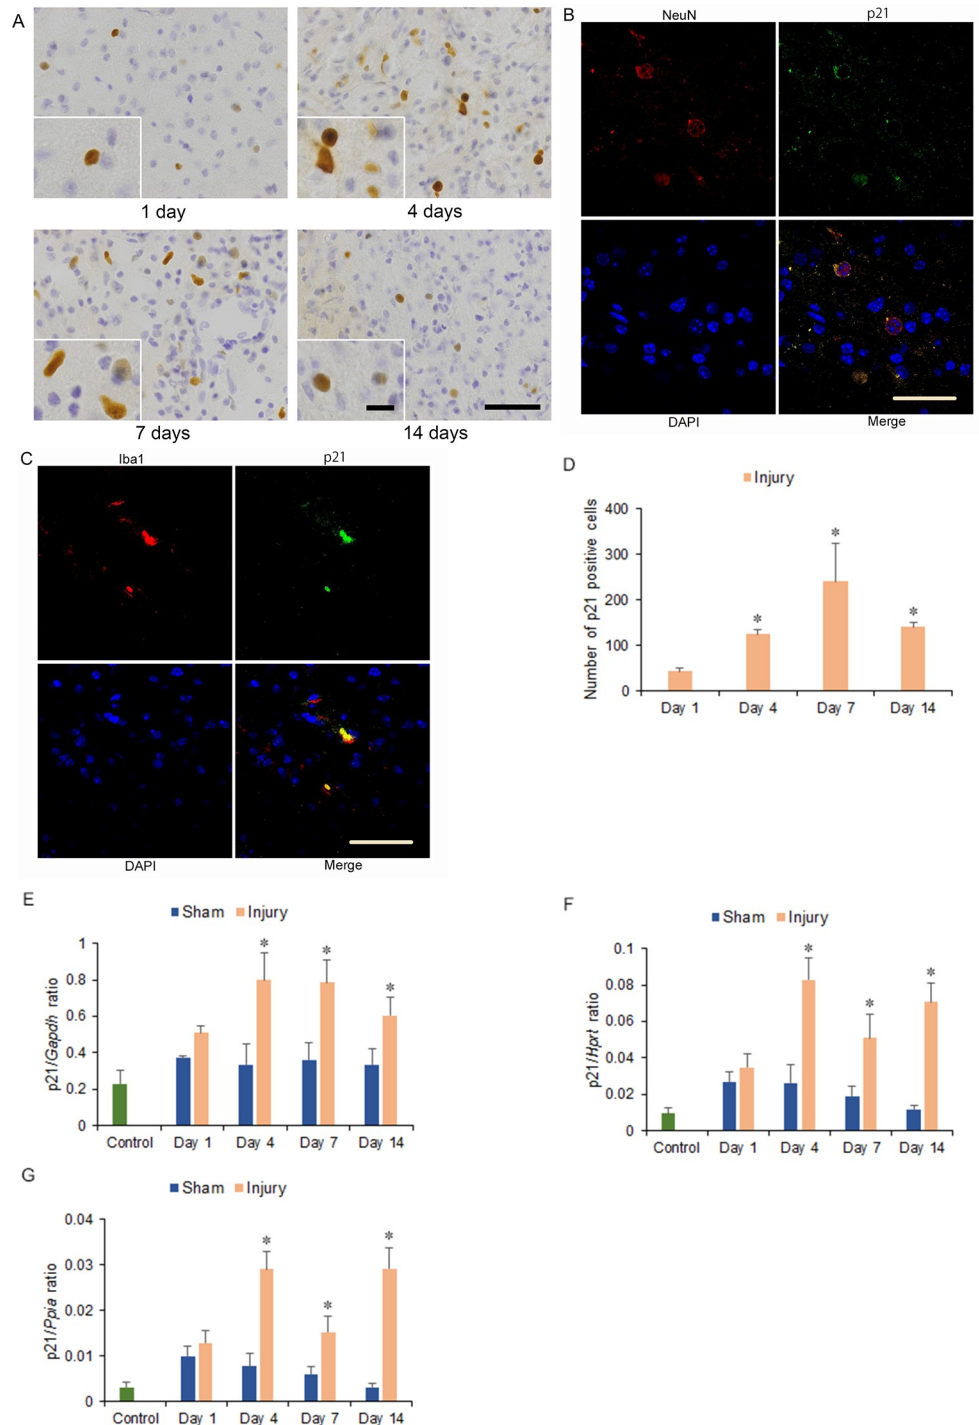 A
1 day
4 days
7 days
14 days
B
NeuN
p21
DAPI
Merge
C
Iba1
p21
DAPI
Merge
D
Injury
Number of p21 positive cells
400
300
200
100
0
*
*
*
Day 1
Day 4
Day 7
Day 14
E
Sham
Injury
p21/Gapdh ratio
1
0.8
0.6
0.4
0.2
0
*
*
*
Control
Day 1
Day 4
Day 7
Day 14
F
Sham
Injury
p21/Hprt ratio
0.1
0.08
0.06
0.04
0.02
0
*
*
*
Control
Day 1
Day 4
Day 7
Day 14
G
Sham
Injury
p21/Ppia ratio
0.04
0.03
0.02
0.01
0
*
*
*
Control
Day 1
Day 4
Day 7
Day 14